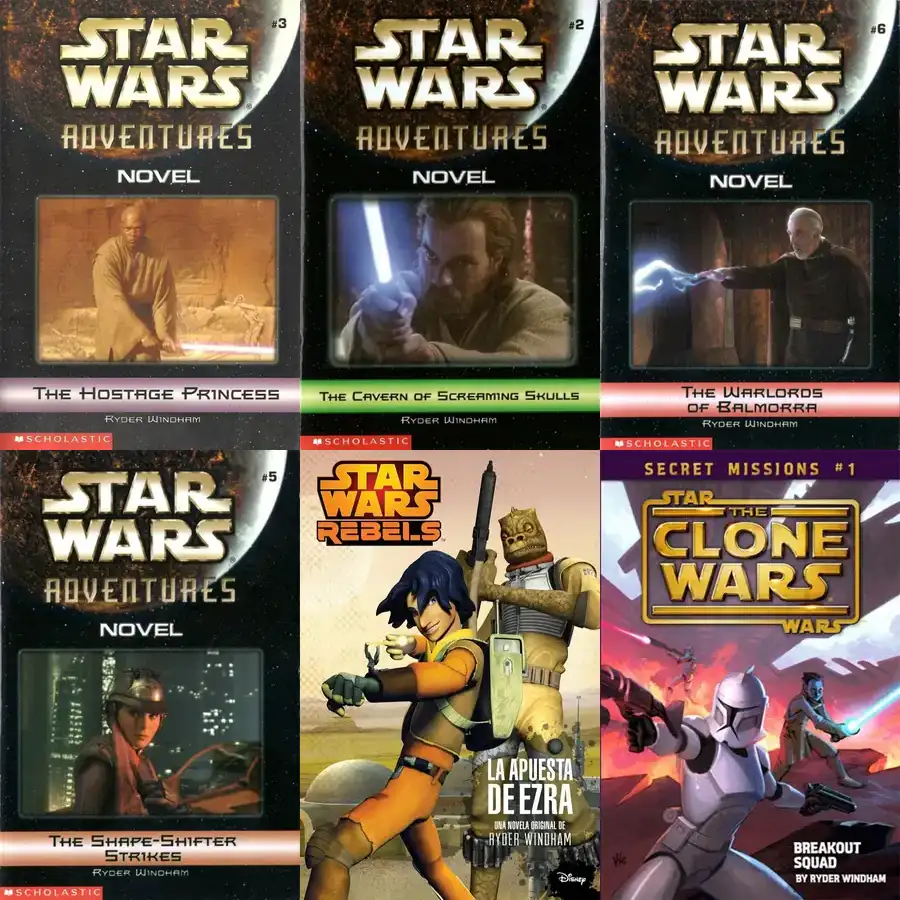 #3
STAR
WARS
ADVENTURES
NOVEL
THE HOSTAGE PRINCESS
RYDER WINDHAM
SCHOLASTIC
#2
STAR
WARS
ADVENTURES
NOVEL
THE CAVERN OF SCREAMING SKULLS
RYDER WINDHAM
SCHOLASTIC
#6
STAR
WARS
ADVENTURES
NOVEL
THE WARLORDS
OF BALMORRA
RYDER WINDHAM
SCHOLASTIC
#5
STAR
WARS
ADVENTURES
NOVEL
THE SHAPE-SHIFTER
STRIKES
RYDER WINDHAM
SCHOLASTIC
STAR
WARS
REBELS
LA APUESTA
DE EZRA
UNA NOVELA ORIGINAL DE
RYDER WINDHAM
Disney
SECRET MISSIONS #1
STAR
THE
CLONE
WARS
WARS
BREAKOUT
SQUAD
BY RYDER WINDHAM